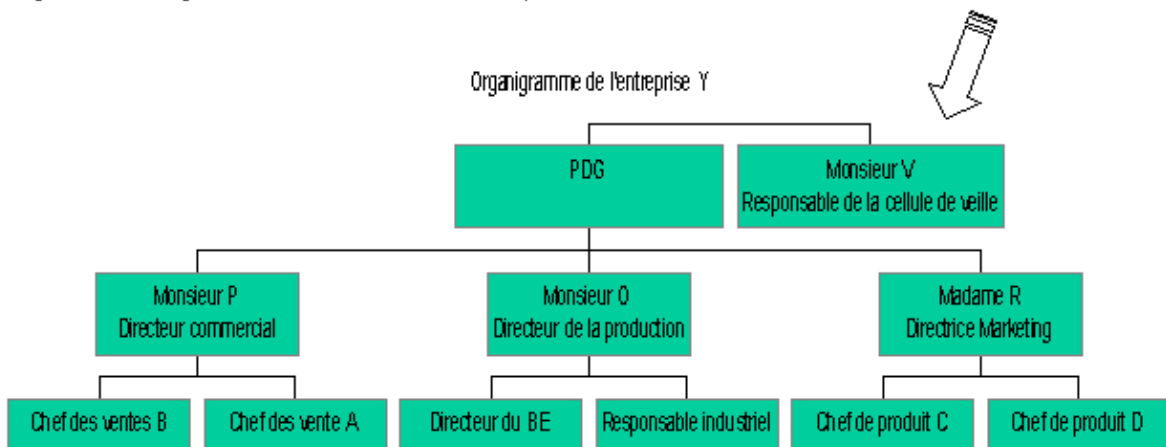 Organigramme de l'entreprise Y
PDG
Monsieur V
Responsable de la cellule de veille
Monsieur P
Directeur commercial
Monsieur O
Directeur de la production
Madame R
Directrice Marketing
Chef des ventes B
Chef des vente A
Directeur du BE
Responsable industriel
Chef de produit C
Chef de produit D